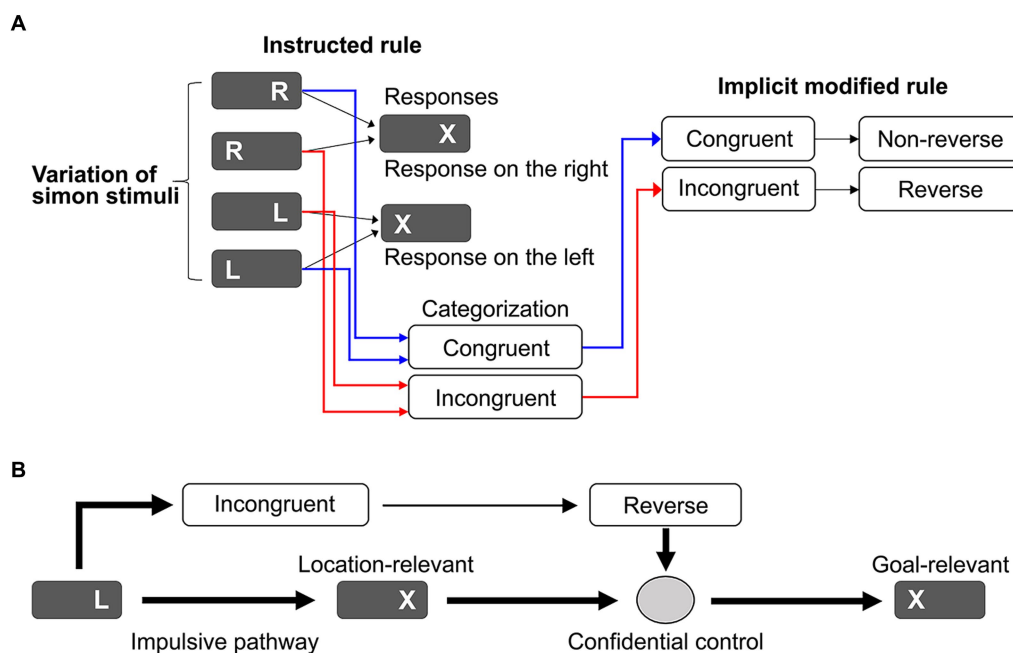 A
Instructed rule
R
R
L
L
Variation of
simon stimuli
Responses
X
Response on the right
X
Response on the left
Categorization
Congruent
Incongruent
Implicit modified rule
Congruent
Non-reverse
Incongruent
Reverse
B
Incongruent
Reverse
Location-relevant
Goal-relevant
L
X
X
Impulsive pathway
Confidential control